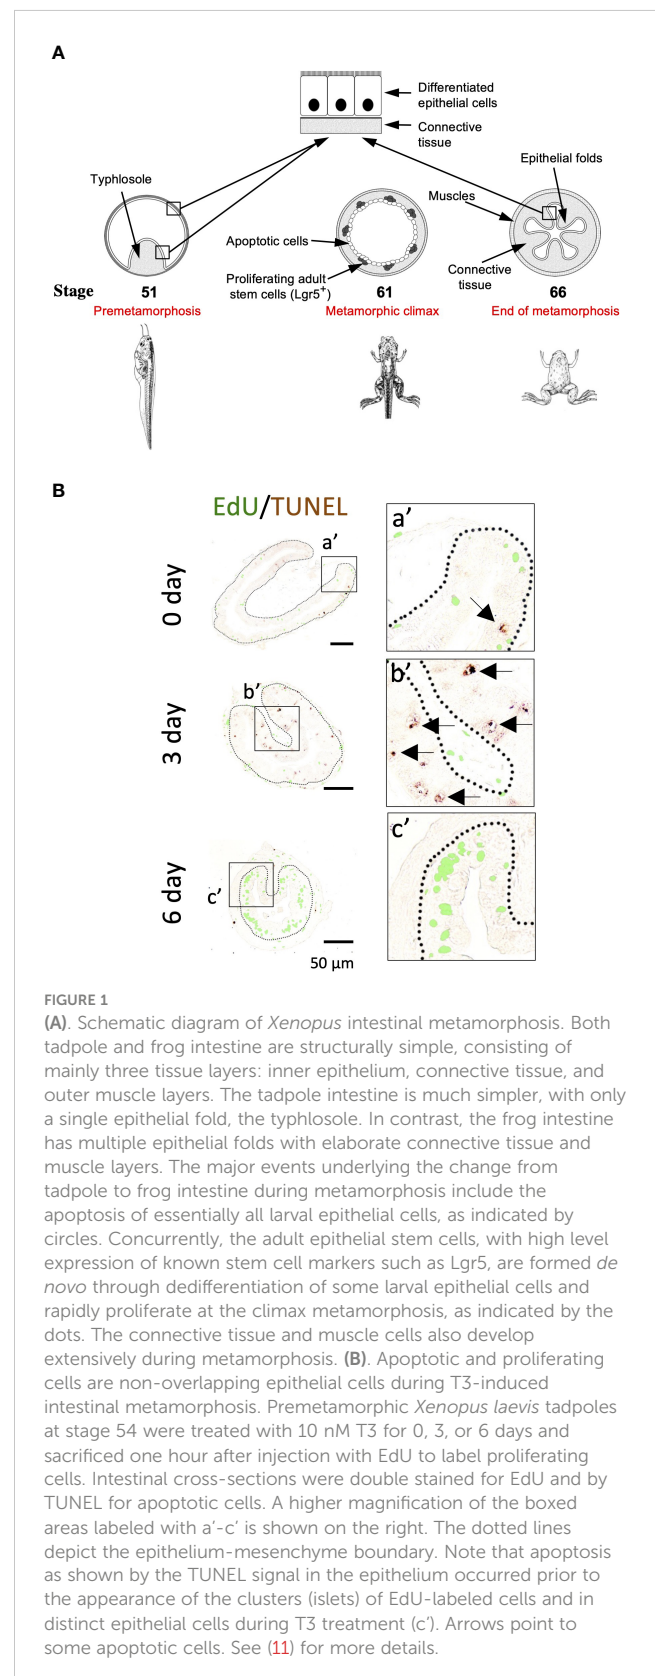 A
Differentiated
epithelial cells
Connective
tissue
Epithelial folds
Typhlosole
Muscles
Apoptotic cells
Connective
tissue
Proliferating adult
stem cells (Lgr5+)
Stage 51 61 66
Premetamorphosis Metamorphic climax End of metamorphosis
B
EdU/TUNEL
a’
a’
0 day
b’
b’
3 day
c’
c’
6 day
50 µm
FIGURE 1
(A). Schematic diagram of Xenopus intestinal metamorphosis. Both
tadpole and frog intestine are structurally simple, consisting of
mainly three tissue layers: inner epithelium, connective tissue, and
outer muscle layers. The tadpole intestine is much simpler, with only
a single epithelial fold, the typhlosole. In contrast, the frog intestine
has multiple epithelial folds with elaborate connective tissue and
muscle layers. The major events underlying the change from
tadpole to frog intestine during metamorphosis include the
apoptosis of essentially all larval epithelial cells, as indicated by
circles. Concurrently, the adult epithelial stem cells, with high level
expression of known stem cell markers such as Lgr5, are formed de
novo through dedifferentiation of some larval epithelial cells and
rapidly proliferate at the climax metamorphosis, as indicated by the
dots. The connective tissue and muscle cells also develop
extensively during metamorphosis. (B). Apoptotic and proliferating
cells are non-overlapping epithelial cells during T3-induced
intestinal metamorphosis. Premetamorphic Xenopus laevis tadpoles
at stage 54 were treated with 10 nM T3 for 0, 3, or 6 days and
sacrificed one hour after injection with EdU to label proliferating
cells. Intestinal cross-sections were double stained for EdU and by
TUNEL for apoptotic cells. A higher magnification of the boxed
areas labeled with a’-c’ is shown on the right. The dotted lines
depict the epithelium-mesenchyme boundary. Note that apoptosis
as shown by the TUNEL signal in the epithelium occurred prior to
the appearance of the clusters (islets) of EdU-labeled cells and in
distinct epithelial cells during T3 treatment (c’). Arrows point to
some apoptotic cells. See (11) for more details.